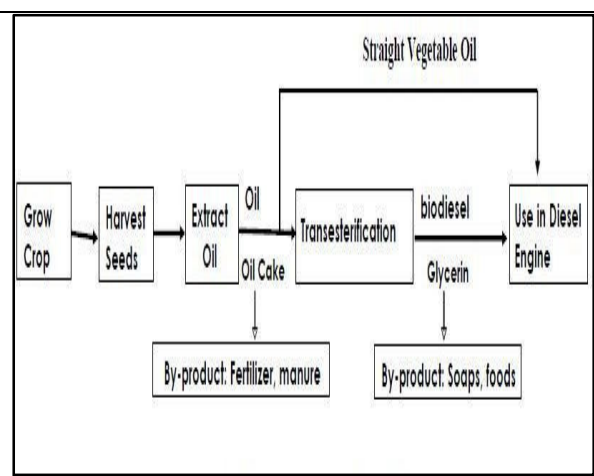 Straight Vegetable Oil
Grow
Crop
Harvest
Seeds
Extract
Oil
Oil
Oil Cake
Transesterification
biodiesel
Glycerin
Use in Diesel
Engine
By-product: Fertilizer, manure
By-product: Soaps, foods